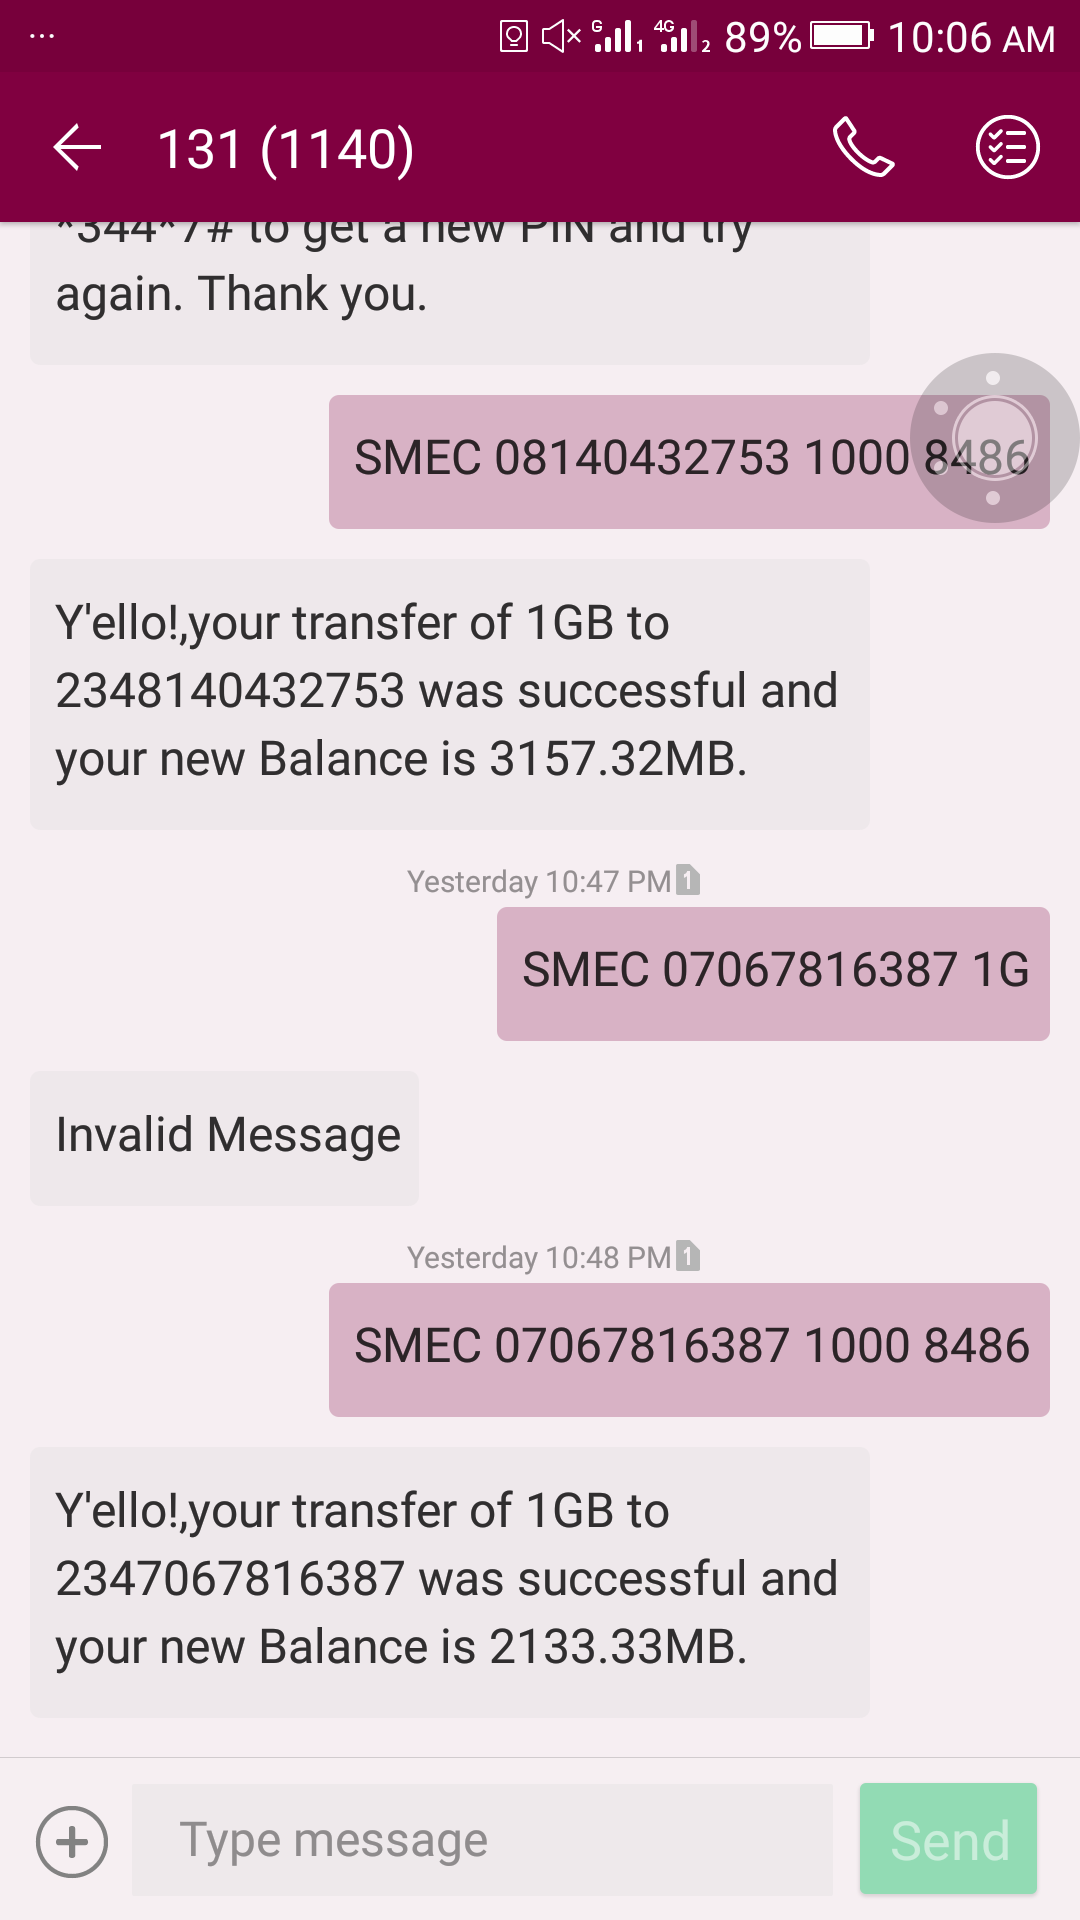 ...
G 1 4G 2 89% 10:06 AM
131 (1140)
*344*7# to get a new PIN and try
again. Thank you.
SMEC 08140432753 1000 8486
Y'ello!,your transfer of 1GB to
2348140432753 was successful and
your new Balance is 3157.32MB.
Yesterday 10:47 PM 1
SMEC 07067816387 1G
Invalid Message
Yesterday 10:48 PM 1
SMEC 07067816387 1000 8486
Y'ello!,your transfer of 1GB to
2347067816387 was successful and
your new Balance is 2133.33MB.
Type message
Send